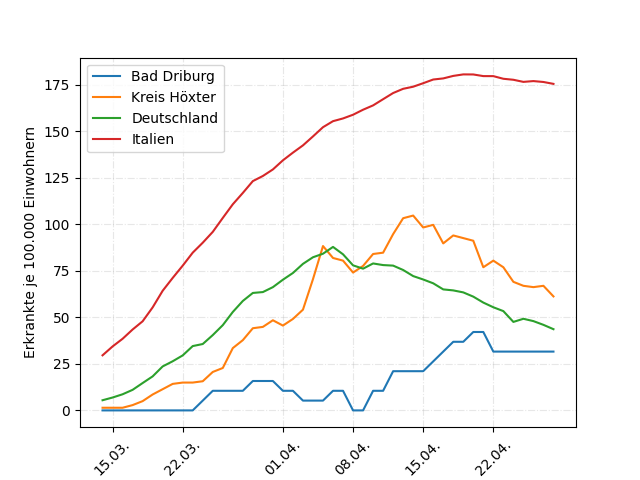 Bad Driburg
Kreis Höxter
Deutschland
Italien
Erkrankte je 100.000 Einwohnern
175
150
125
100
75
50
25
0
15.03.
22.03.
01.04.
08.04.
15.04.
22.04.